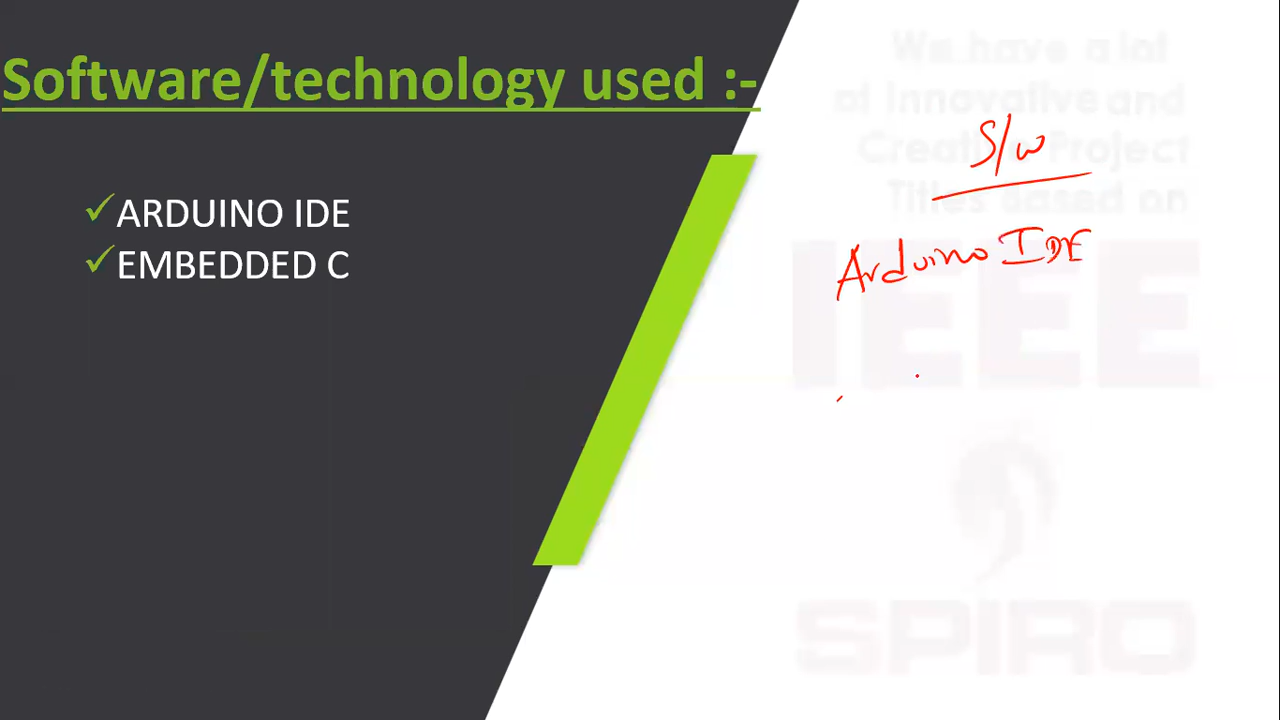 Software/technology used :-
✓ARDUINO IDE
✓EMBEDDED C
We have a lot
of Innovative and
Creative Project
Titles Based on
IEEE
SPIRO
S/w
Arduino IDE